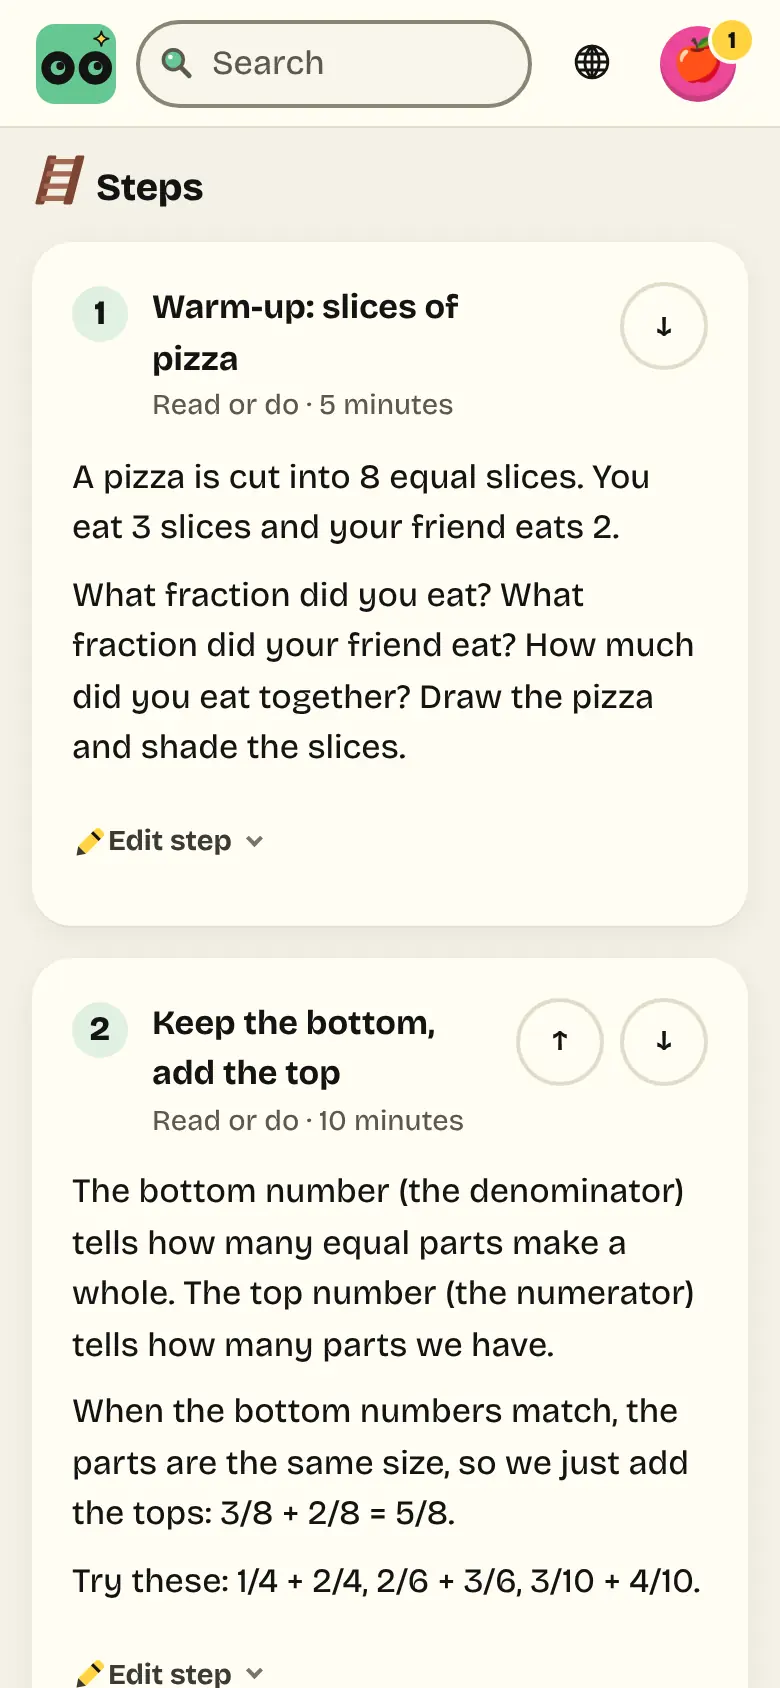 Search
1
Steps
1
Warm-up: slices of
pizza
↓
Read or do · 5 minutes
A pizza is cut into 8 equal slices. You
eat 3 slices and your friend eats 2.
What fraction did you eat? What
fraction did your friend eat? How much
did you eat together? Draw the pizza
and shade the slices.
Edit step
2
Keep the bottom,
add the top
↑ ↓
Read or do · 10 minutes
The bottom number (the denominator)
tells how many equal parts make a
whole. The top number (the numerator)
tells how many parts we have.
When the bottom numbers match, the
parts are the same size, so we just add
the tops: 3/8 + 2/8 = 5/8.
Try these: 1/4 + 2/4, 2/6 + 3/6, 3/10 + 4/10.
Edit step